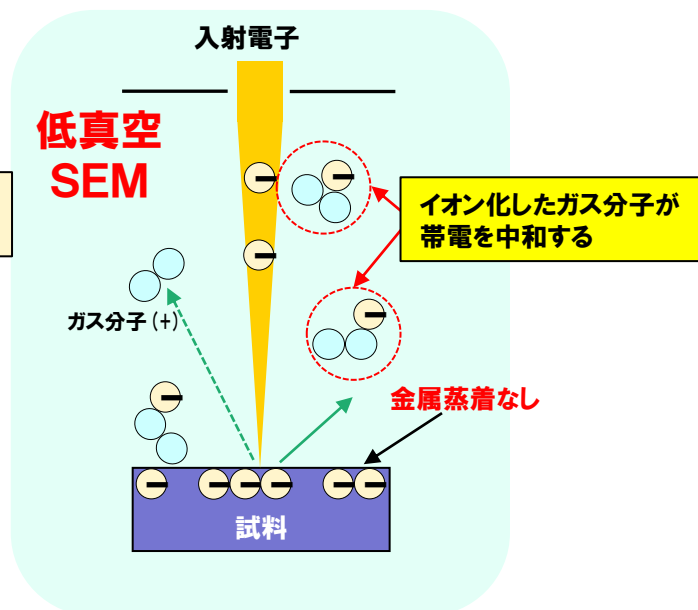 入射電子
低真空
SEM
イオン化したガス分子が
帯電を中和する
ガス分子(+)
金属蒸着なし
試料